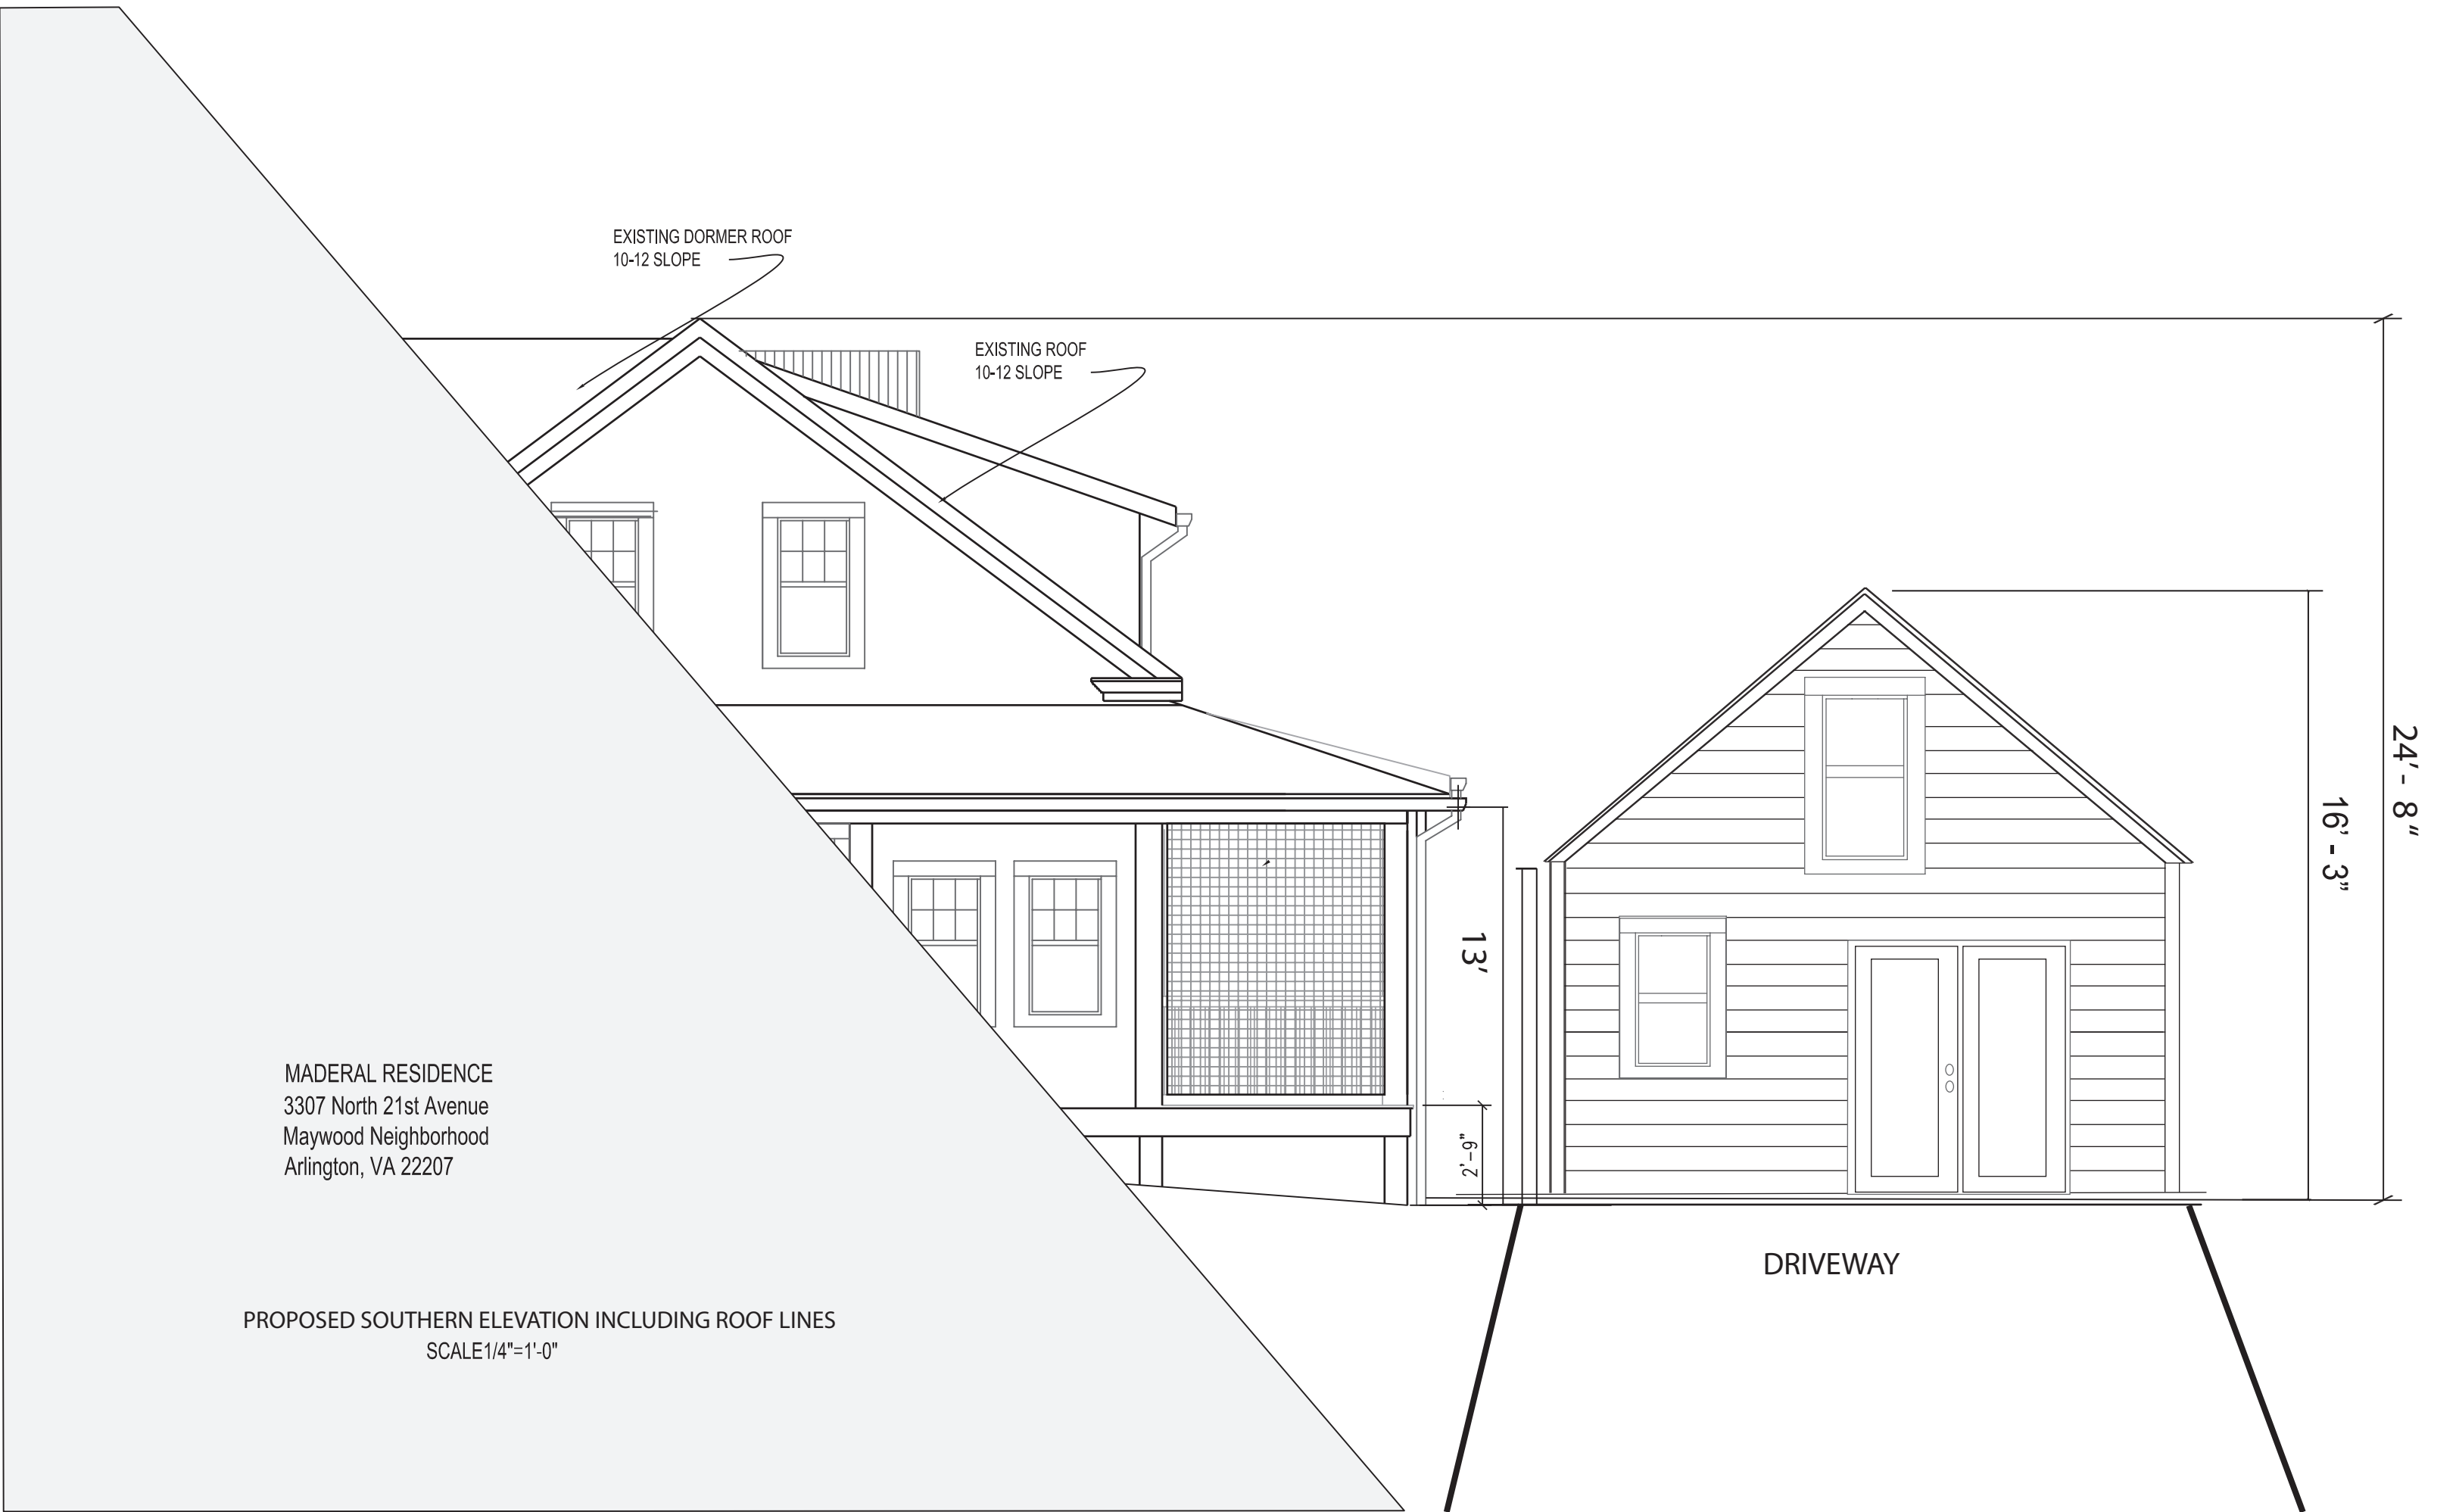 EXISTING DORMER ROOF
10-12 SLOPE
EXISTING ROOF
10-12 SLOPE
24' - 8"
16' - 3"
13'
2'-9"
MADERAL RESIDENCE
3307 North 21st Avenue
Maywood Neighborhood
Arlington, VA 22207
DRIVEWAY
PROPOSED SOUTHERN ELEVATION INCLUDING ROOF LINES
SCALE1/4"=1'-0"